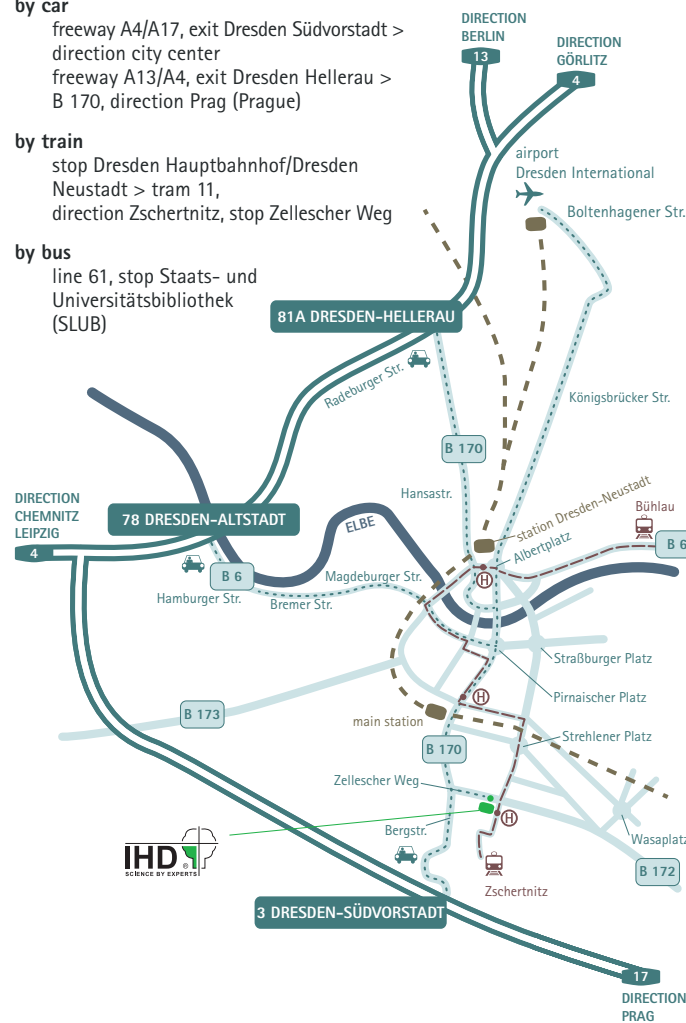 by car
freeway A4/A17, exit Dresden Südvorstadt >
direction city center
freeway A13/A4, exit Dresden Hellerau >
B 170, direction Prag (Prague)
by train
stop Dresden Hauptbahnhof/Dresden
Neustadt > tram 11,
direction Zschertnitz, stop Zellescher Weg
by bus
line 61, stop Staats- und
Universitätsbibliothek
(SLUB)
DIRECTION
BERLIN
13
DIRECTION
GÖRLITZ
4
airport
Dresden International
Boltenhagener Str.
81A DRESDEN-HELLERAU
Radeburger Str.
Königsbrücker Str.
B 170
Hansastr.
station Dresden-Neustadt
Bühlau
DIRECTION
CHEMNITZ
LEIPZIG
4
78 DRESDEN-ALTSTADT
ELBE
Albertplatz
B 6
B 6
H
Magdeburger Str.
Hamburger Str.
Bremer Str.
Straßburger Platz
Pirnaischer Platz
H
B 173
main station
Strehlener Platz
B 170
Zellescher Weg
H
Bergstr.
Wasaplatz
IHD ®
SCIENCE BY EXPERTS
B 172
Zschertnitz
3 DRESDEN-SÜDVORSTADT
17
DIRECTION
PRAG